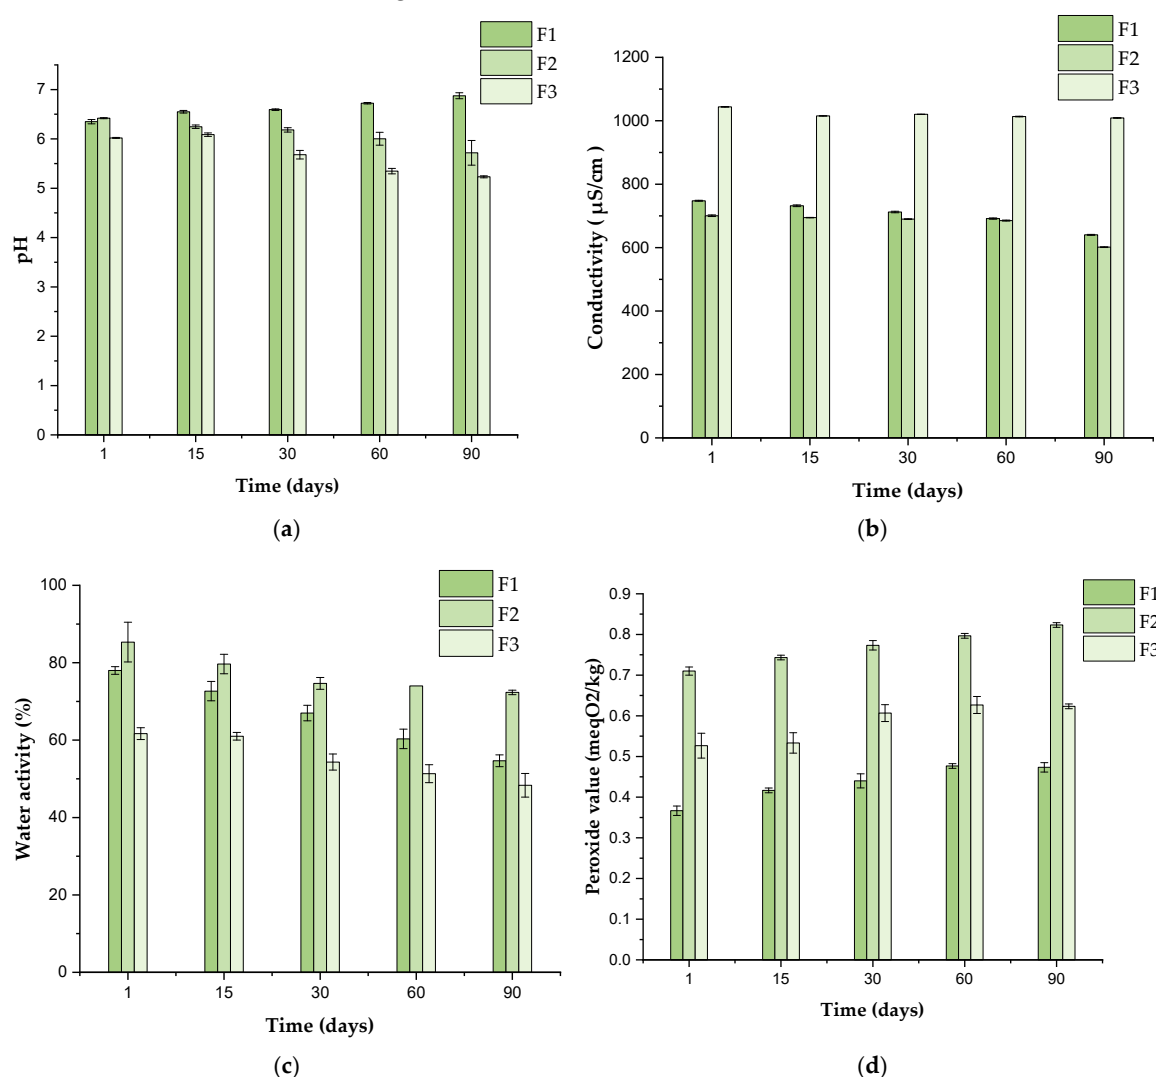 F1
F2
F3
7
6
5
4
3
2
1
0
pH
1 15 30 60 90
Time (days)
(a)
F1
F2
F3
1200
1000
800
600
400
200
0
Conductivity ( µS/cm )
1 15 30 60 90
Time (days)
(b)
F1
F2
F3
100
80
60
40
20
0
Water activity (%)
1 15 30 60 90
Time (days)
(c)
F1
F2
F3
0.9
0.8
0.7
0.6
0.5
0.4
0.3
0.2
0.1
0.0
Peroxide value (meqO2/kg)
1 15 30 60 90
Time (days)
(d)